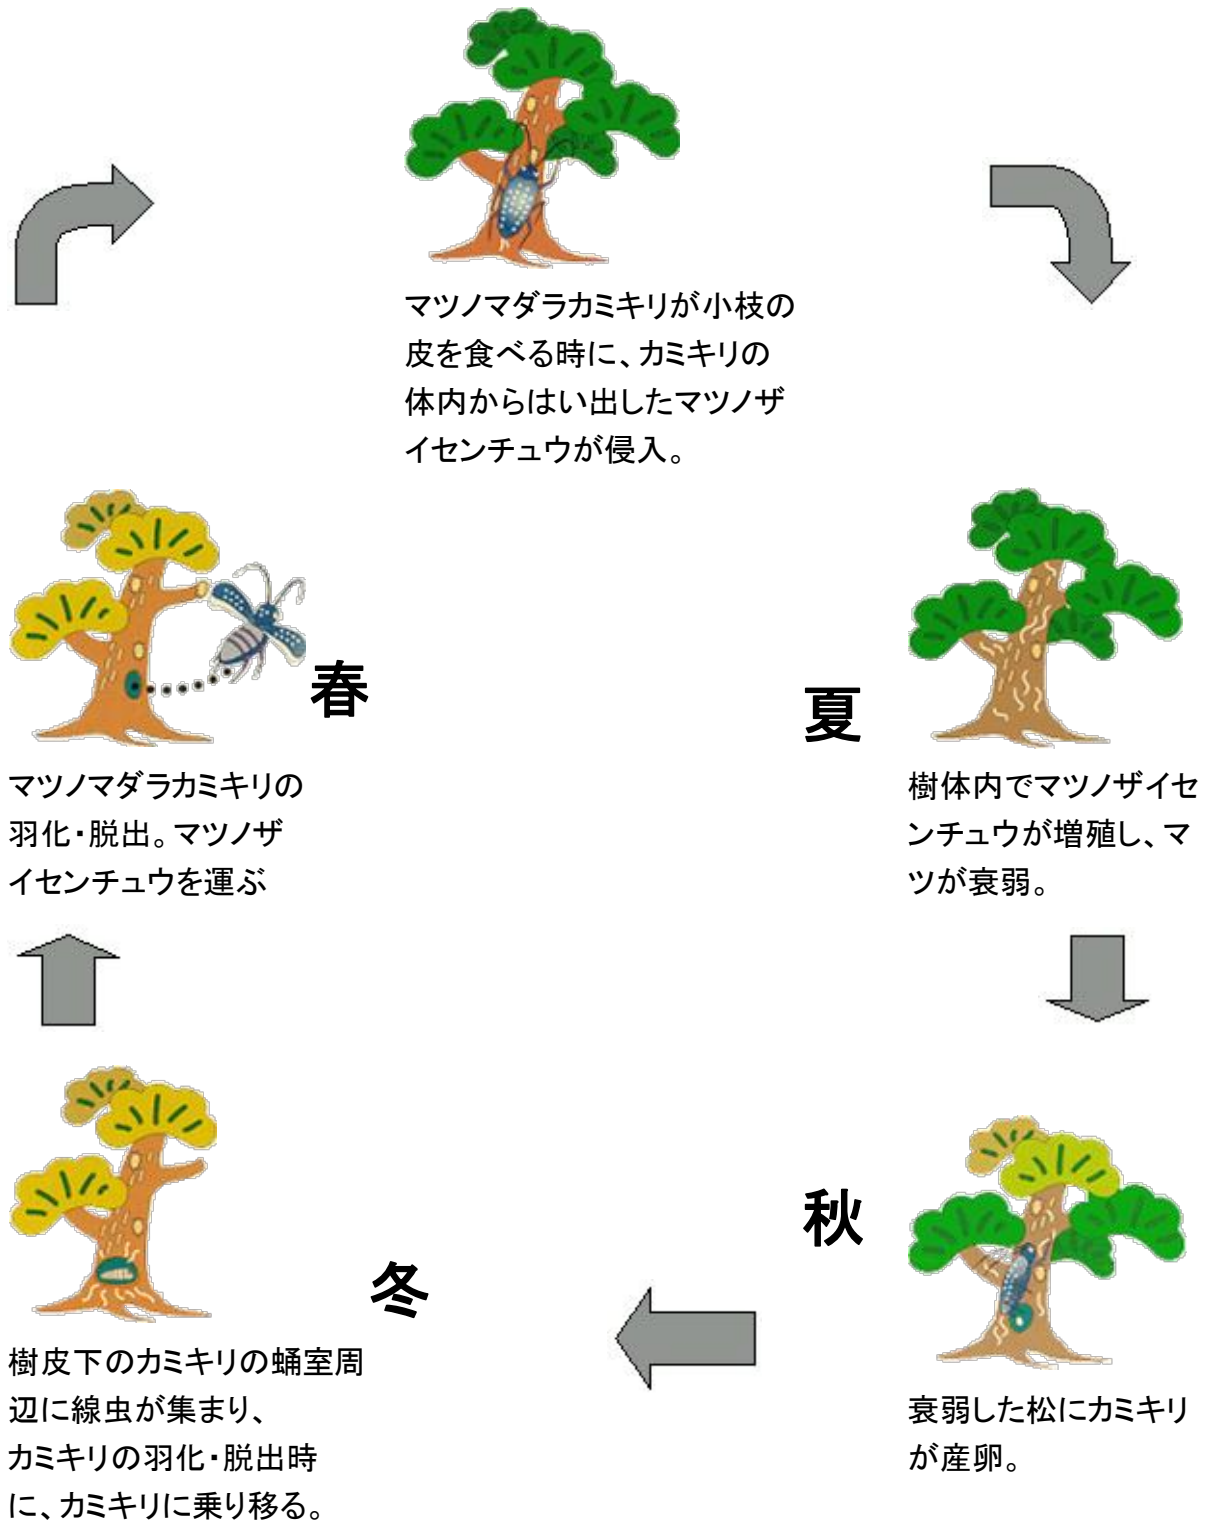 マツノマダラカミキリが小枝の
皮を食べる時に、カミキリの
体内からはい出したマツノザ
イセンチュウが侵入。
春
マツノマダラカミキリの
羽化・脱出。マツノザ
イセンチュウを運ぶ
夏
樹体内でマツノザイセ
ンチュウが増殖し、マ
ツが衰弱。
秋
衰弱した松にカミキリ
が産卵。
冬
樹皮下のカミキリの蛹室周
辺に線虫が集まり、
カミキリの羽化・脱出時
に、カミキリに乗り移る。